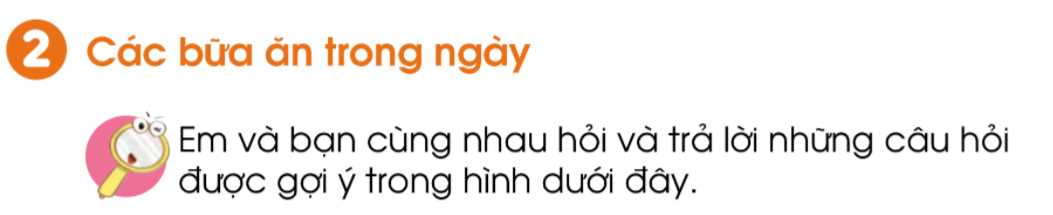 2 Các bữa ăn trong ngày
Em và bạn cùng nhau hỏi và trả lời những câu hỏi
được gợi ý trong hình dưới đây.